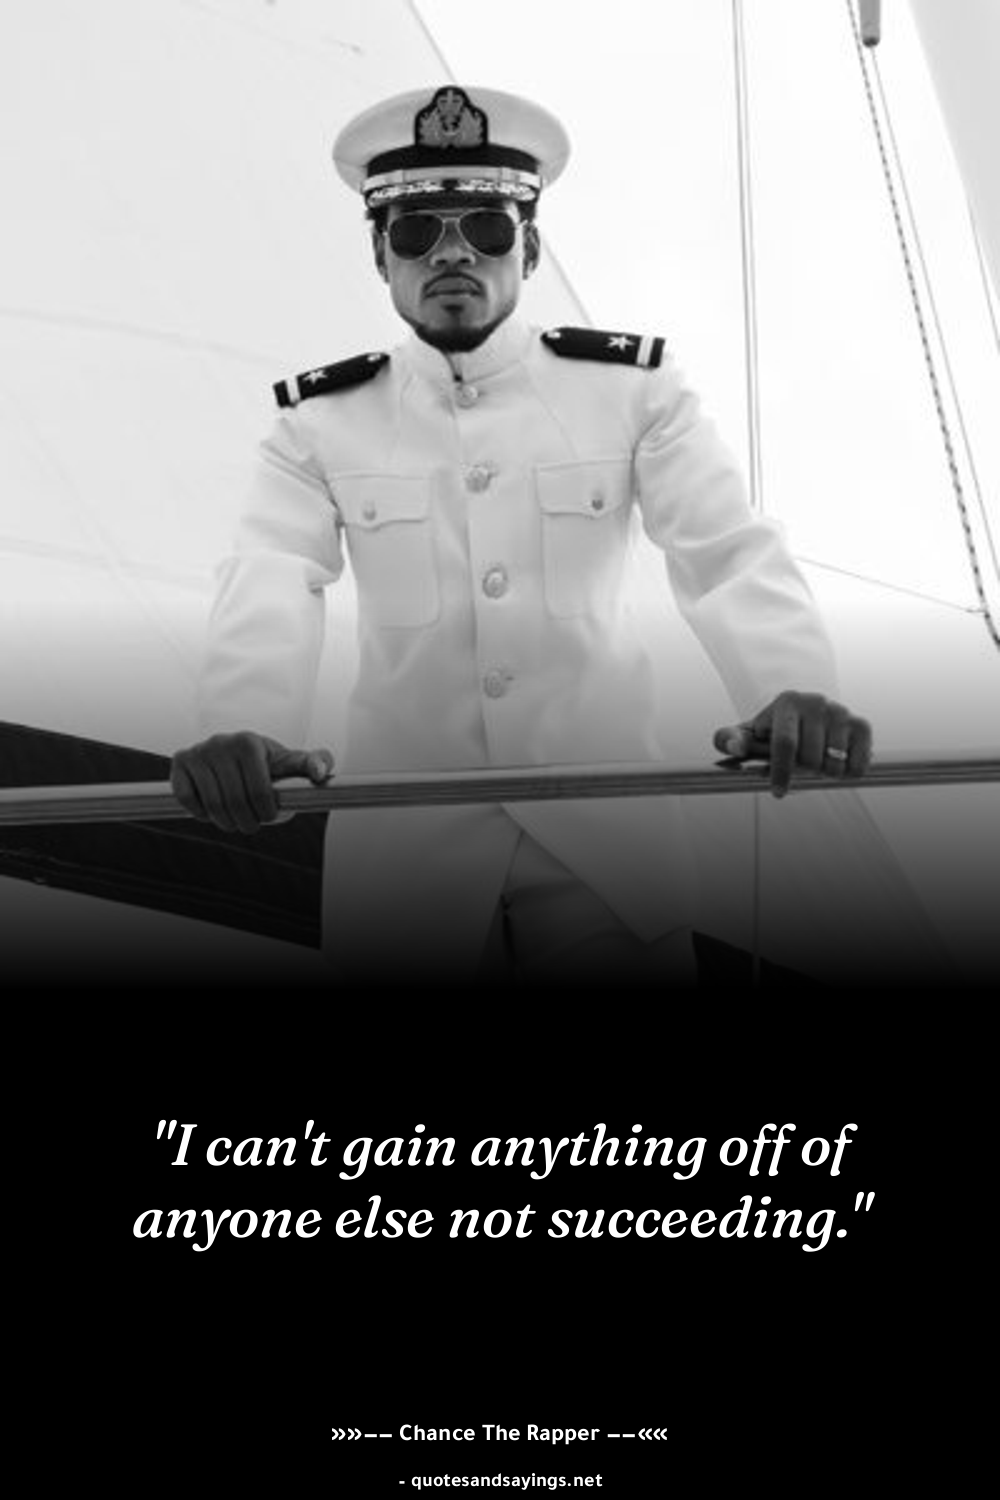 "I can't gain anything off of
anyone else not succeeding."
»»−− Chance The Rapper −−««
- quotesandsayings.net